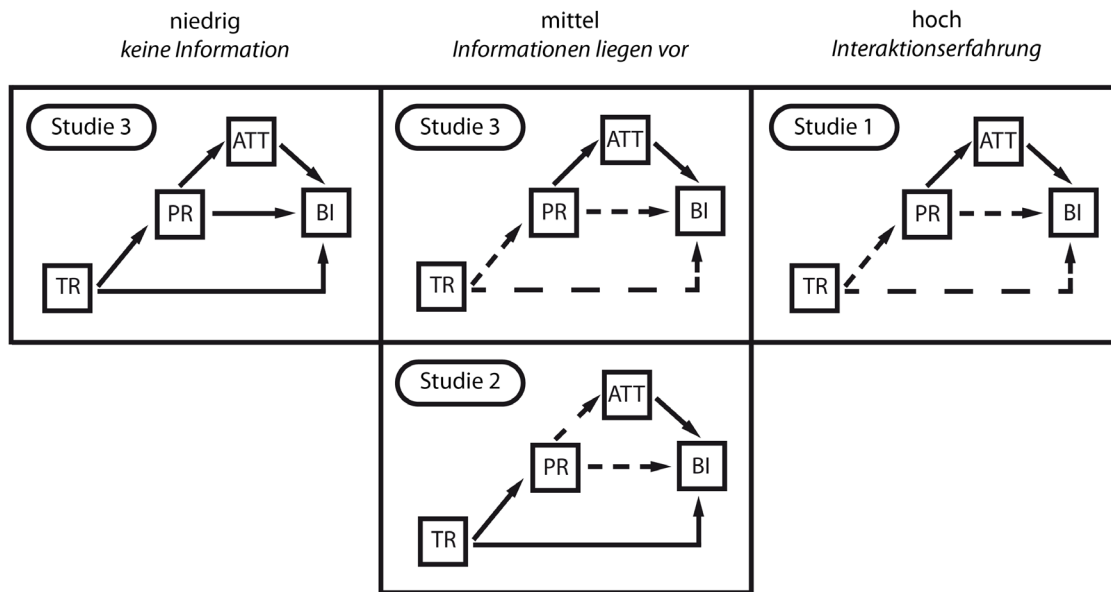 niedrig
keine Information
mittel
Informationen liegen vor
hoch
Interaktionserfahrung
Studie 3
ATT
PR
BI
TR
Studie 3
ATT
PR
BI
TR
Studie 1
ATT
PR
BI
TR
Studie 2
ATT
PR
BI
TR